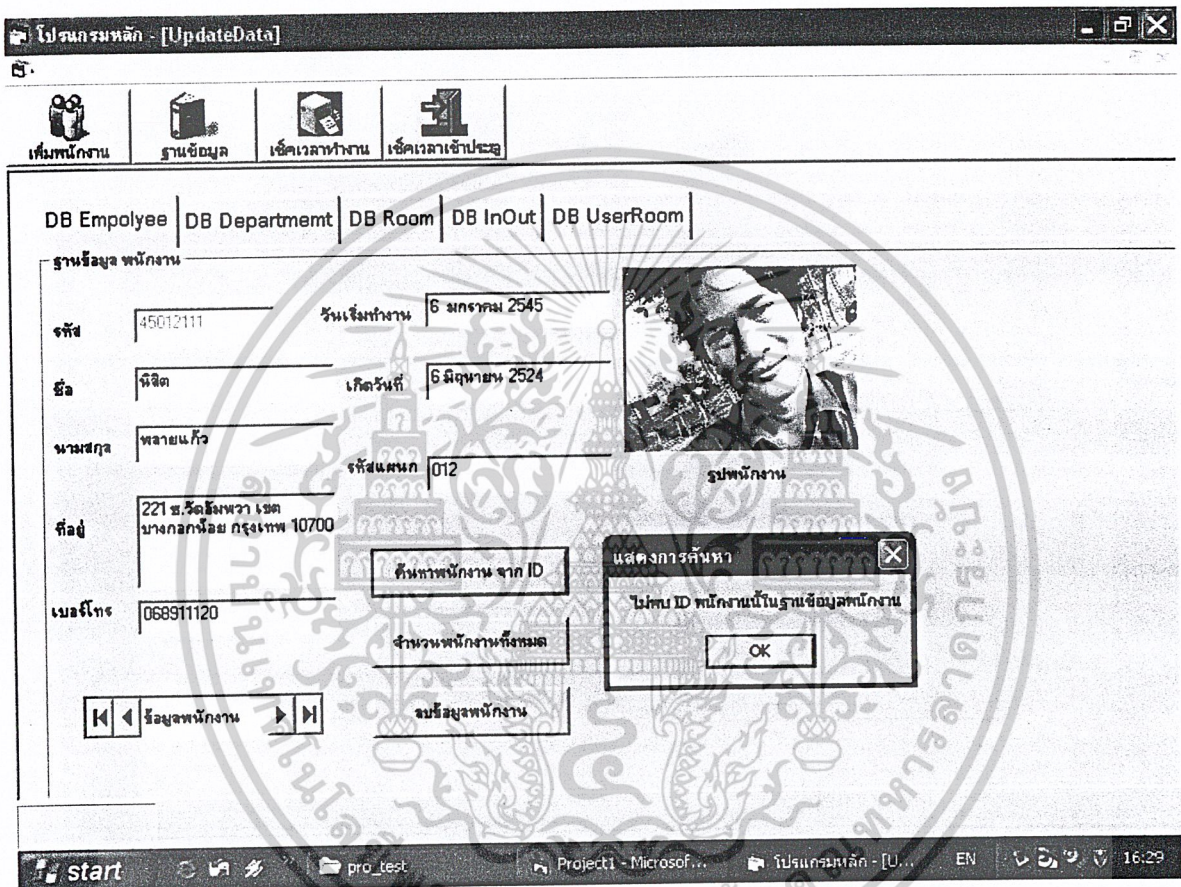 โปรแกรมหลัก - [UpdateData]
เพิ่มพนักงาน ฐานข้อมูล เช็คเวลาทำงาน เช็คเวลาเข้าประตู
DB Empolyee DB Departmemt DB Room DB InOut DB UserRoom
ฐานข้อมูล พนักงาน
รหัส 45012111 วันเริ่มทำงาน 6 มกราคม 2545
ชื่อ นิสิต เกิดวันที่ 6 มิถุนายน 2524
นามสกุล พลายแก้ว รหัสแผนก 012
รูปพนักงาน
ที่อยู่ 221 ซ.วัดอัมพวา เขต
บางกอกน้อย กรุงเทพ 10700
ค้นหาพนักงาน จาก ID
แสดงการค้นหา
ไม่พบ ID พนักงานนี้ในฐานข้อมูลพนักงาน
OK
เบอร์โทร 068911120
จำนวนพนักงานทั้งหมด
ข้อมูลพนักงาน ลบข้อมูลพนักงาน
สถาบันเทคโนโลยี
start pro_test Project1 - Microsof... โปรแกรมหลัก - [U... EN 16:29